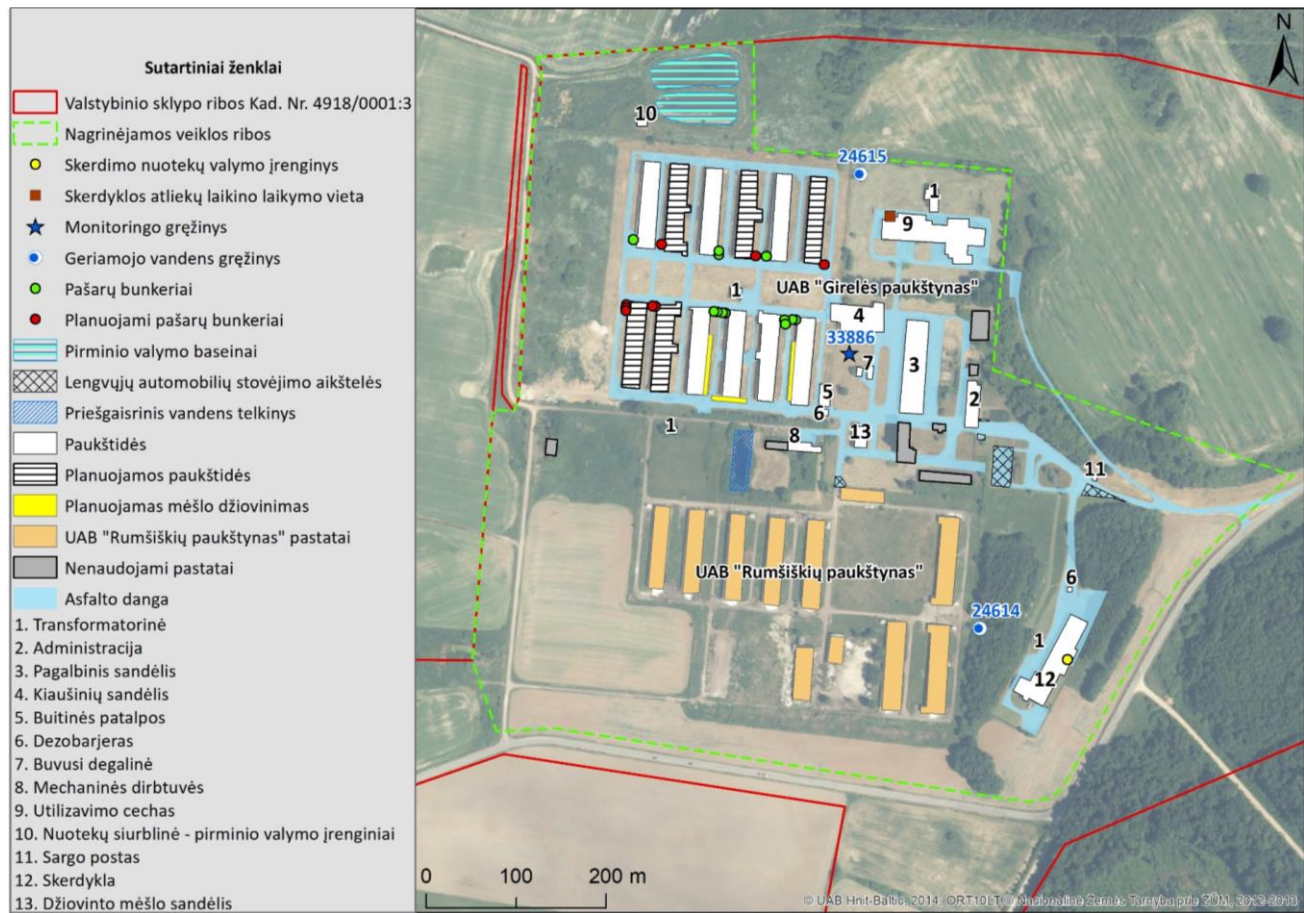 Sutartiniai ženklai
Valstybinio sklypo ribos Kad. Nr. 4918/0001:3
Nagrinėjamos veiklos ribos
Skerdimo nuotekų valymo įrenginys
Skerdyklos atliekų laikino laikymo vieta
Monitoringo gręžinys
Geriamojo vandens gręžinys
Pašarų bunkeriai
Planuojami pašarų bunkeriai
Pirminio valymo baseinai
Lengvųjų automobilių stovėjimo aikštelės
Priešgaisrinis vandens telkinys
Paukštidės
Planuojamos paukštidės
Planuojamas mėšlo džiovinimas
UAB "Rumšiškių paukštynas" pastatai
Nenaudojami pastatai
Asfalto danga
1. Transformatorinė
2. Administracija
3. Pagalbinis sandėlis
4. Kiaušinių sandėlis
5. Buitinės patalpos
6. Dezobarjeras
7. Buvusi degalinė
8. Mechaninės dirbtuvės
9. Utilizavimo cechas
10. Nuotekų siurblinė - pirminio valymo įrenginiai
11. Sargo postas
12. Skerdykla
13. Džiovinto mėšlo sandėlis
N
10
24615
1
9
UAB "Girelės paukštynas"
1
4
33886
3
7
5
2
6
1
8
13
11
UAB "Rumšiškių paukštynas"
6
24614
1
12
0 100 200 m
© UAB Hnit-Baltic, 2014, ORT10LT © Nacionalinė Žemės Tarnyba prie ŽŪM, 2012-2013